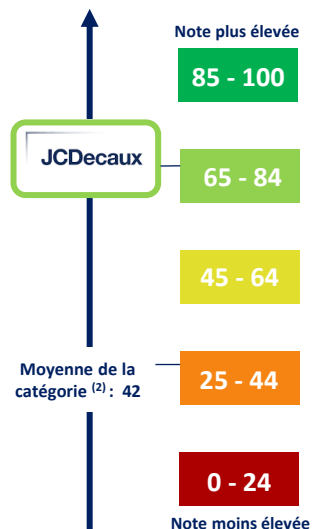 Note plus élevée
85 - 100
JCDecaux
65 - 84
45 - 64
Moyenne de la
catégorie (2) : 42
25 - 44
0 - 24
Note moins élevée